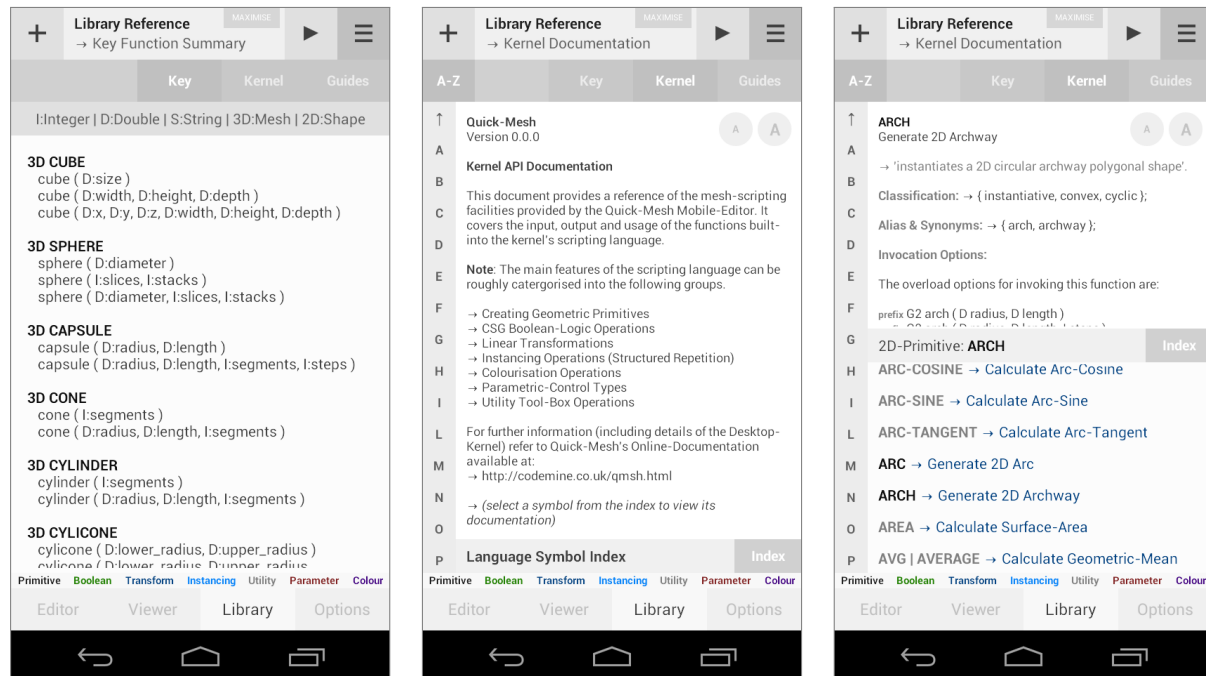 +
Library Reference
MAXIMISE
→ Key Function Summary
Key Kernel Guides
I:Integer | D:Double | S:String | 3D:Mesh | 2D:Shape
3D CUBE
cube ( D:size )
cube ( D:width, D:height, D:depth )
cube ( D:x, D:y, D:z, D:width, D:height, D:depth )
3D SPHERE
sphere ( D:diameter )
sphere ( I:slices, I:stacks )
sphere ( D:diameter, I:slices, I:stacks )
3D CAPSULE
capsule ( D:radius, D:length )
capsule ( D:radius, D:length, I:segments, I:steps )
3D CONE
cone ( I:segments )
cone ( D:radius, D:length, I:segments )
3D CYLINDER
cylinder ( I:segments )
cylinder ( D:radius, D:length, I:segments )
3D CYLICONE
cylicone ( D:lower_radius, D:upper_radius )
cylicone ( D:lower_radius, D:upper_radius,
Primitive Boolean Transform Instancing Utility Parameter Colour
Editor Viewer Library Options
+
Library Reference
MAXIMISE
→ Kernel Documentation
A-Z Key Kernel Guides
↑
A
B
C
D
E
F
G
H
I
L
M
N
O
P
Quick-Mesh
Version 0.0.0
A A
Kernel API Documentation
This document provides a reference of the mesh-scripting
facilities provided by the Quick-Mesh Mobile-Editor. It
covers the input, output and usage of the functions built-
into the kernel's scripting language.
Note: The main features of the scripting language can be
roughly catergorised into the following groups.
→ Creating Geometric Primitives
→ CSG Boolean-Logic Operations
→ Linear Transformations
→ Instancing Operations (Structured Repetition)
→ Colourisation Operations
→ Parametric-Control Types
→ Utility Tool-Box Operations
For further information (including details of the Desktop-
Kernel) refer to Quick-Mesh's Online-Documentation
available at:
→ http://codemine.co.uk/qmsh.html
→ (select a symbol from the index to view its
documentation)
Language Symbol Index Index
Primitive Boolean Transform Instancing Utility Parameter Colour
Editor Viewer Library Options
+
Library Reference
MAXIMISE
→ Kernel Documentation
A-Z Key Kernel Guides
↑
A
B
C
D
E
F
G
H
I
L
M
N
O
P
ARCH
Generate 2D Archway
A A
→ 'instantiates a 2D circular archway polygonal shape'.
Classification: → { instantiative, convex, cyclic };
Alias & Synonyms: → { arch, archway };
Invocation Options:
The overload options for invoking this function are:
prefix G2 arch ( D radius, D length )
2D-Primitive: ARCH Index
ARC-COSINE → Calculate Arc-Cosine
ARC-SINE → Calculate Arc-Sine
ARC-TANGENT → Calculate Arc-Tangent
ARC → Generate 2D Arc
ARCH → Generate 2D Archway
AREA → Calculate Surface-Area
AVG | AVERAGE → Calculate Geometric-Mean
Primitive Boolean Transform Instancing Utility Parameter Colour
Editor Viewer Library Options